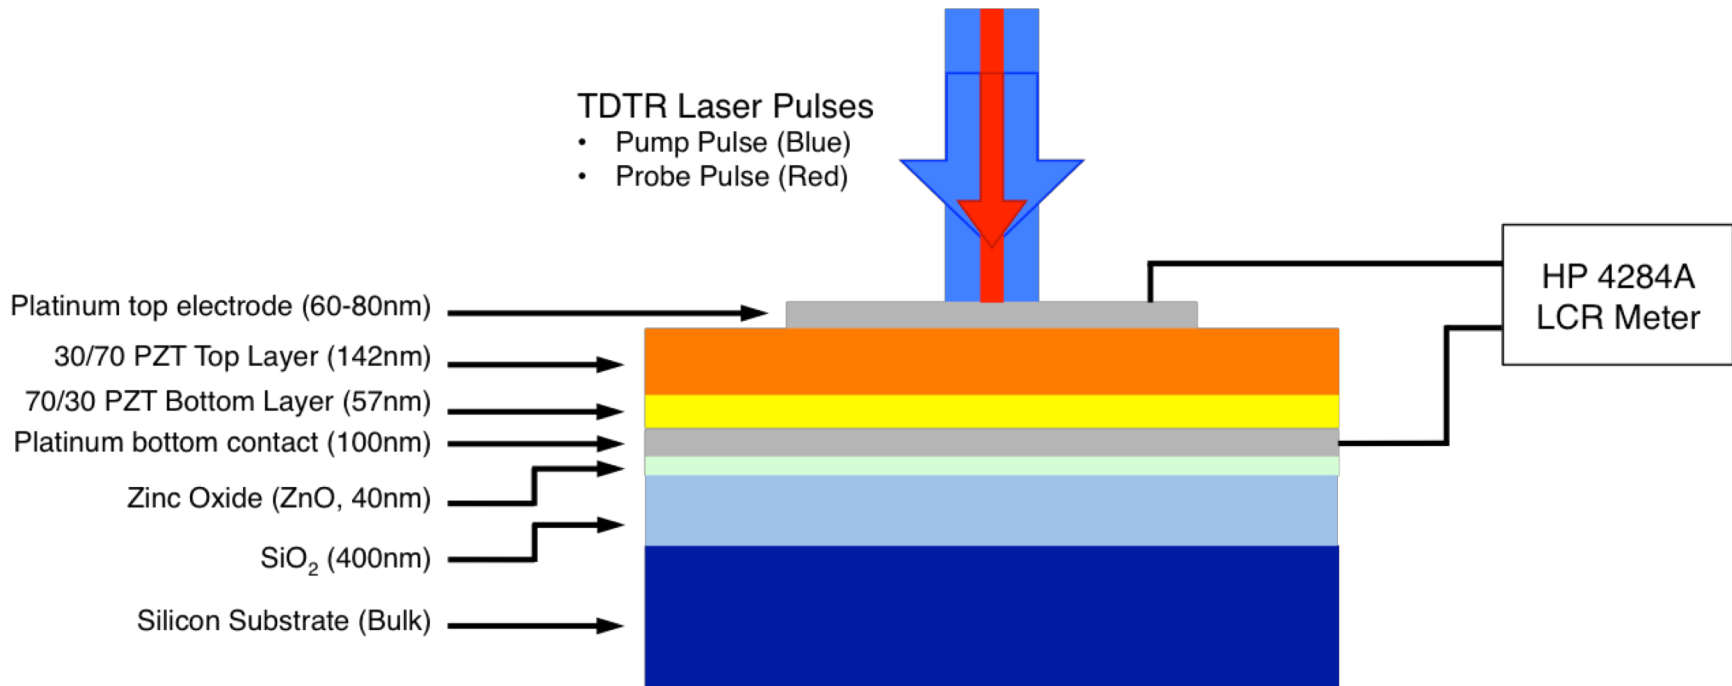 TDTR Laser Pulses
• Pump Pulse (Blue)
• Probe Pulse (Red)
HP 4284A
LCR Meter
Platinum top electrode (60-80nm)
30/70 PZT Top Layer (142nm)
70/30 PZT Bottom Layer (57nm)
Platinum bottom contact (100nm)
Zinc Oxide (ZnO, 40nm)
SiO₂ (400nm)
Silicon Substrate (Bulk)